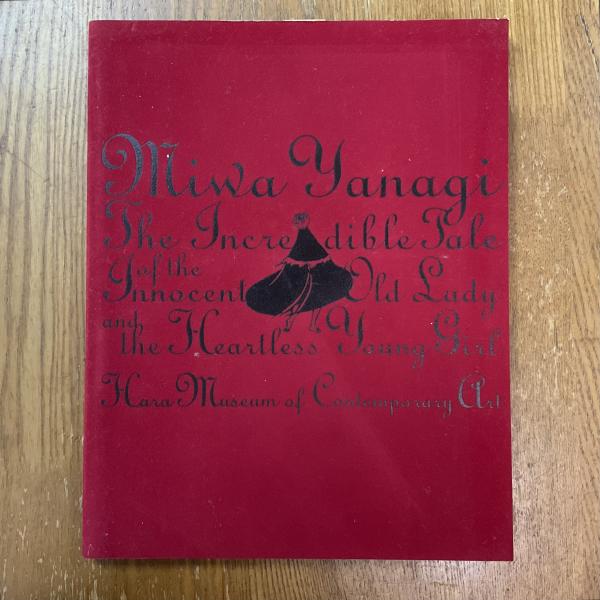 Miwa Yanagi
The Incredible Tale
of the
Innocent Old Lady
and
the Heartless Young Girl
Hara Museum of Contemporary Art